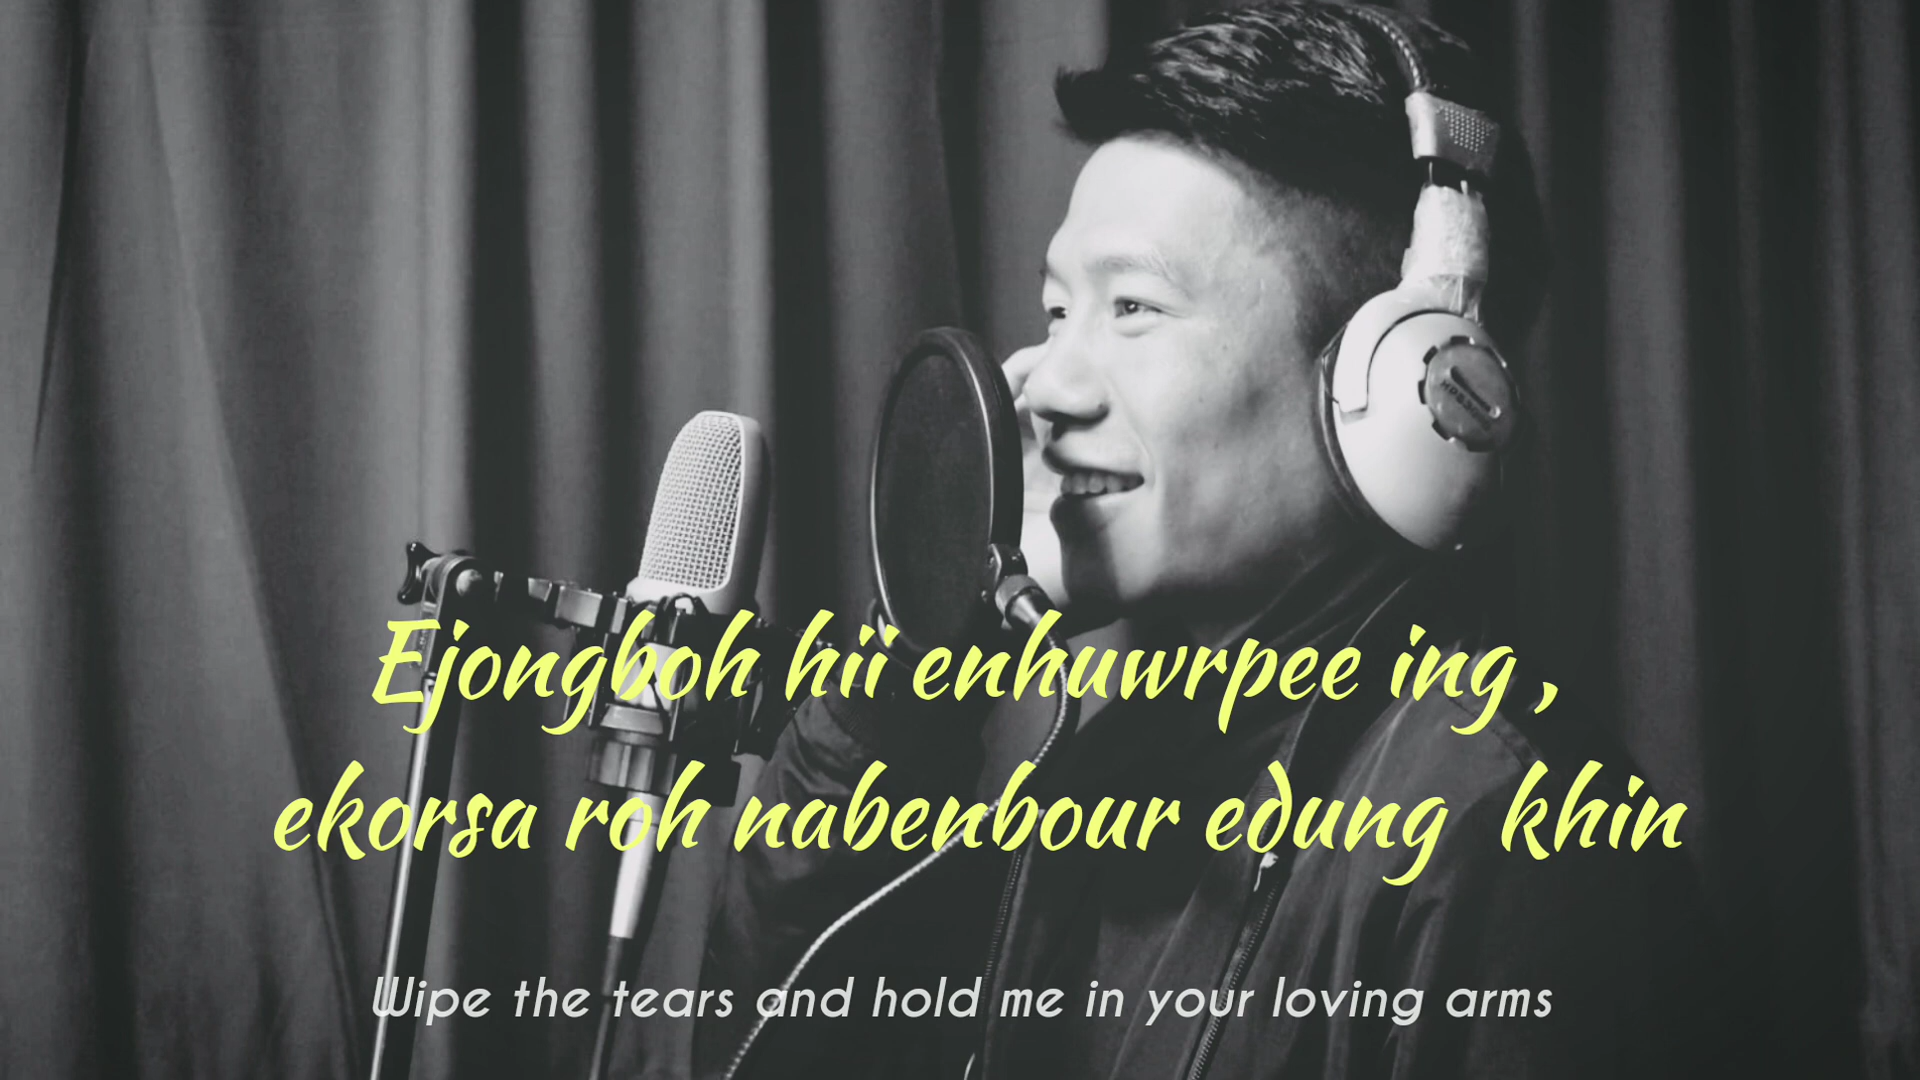 Ejongboh hii enhuwrpee ing ,
ekorsa roh nabenbour edung khin
Wipe the tears and hold me in your loving arms